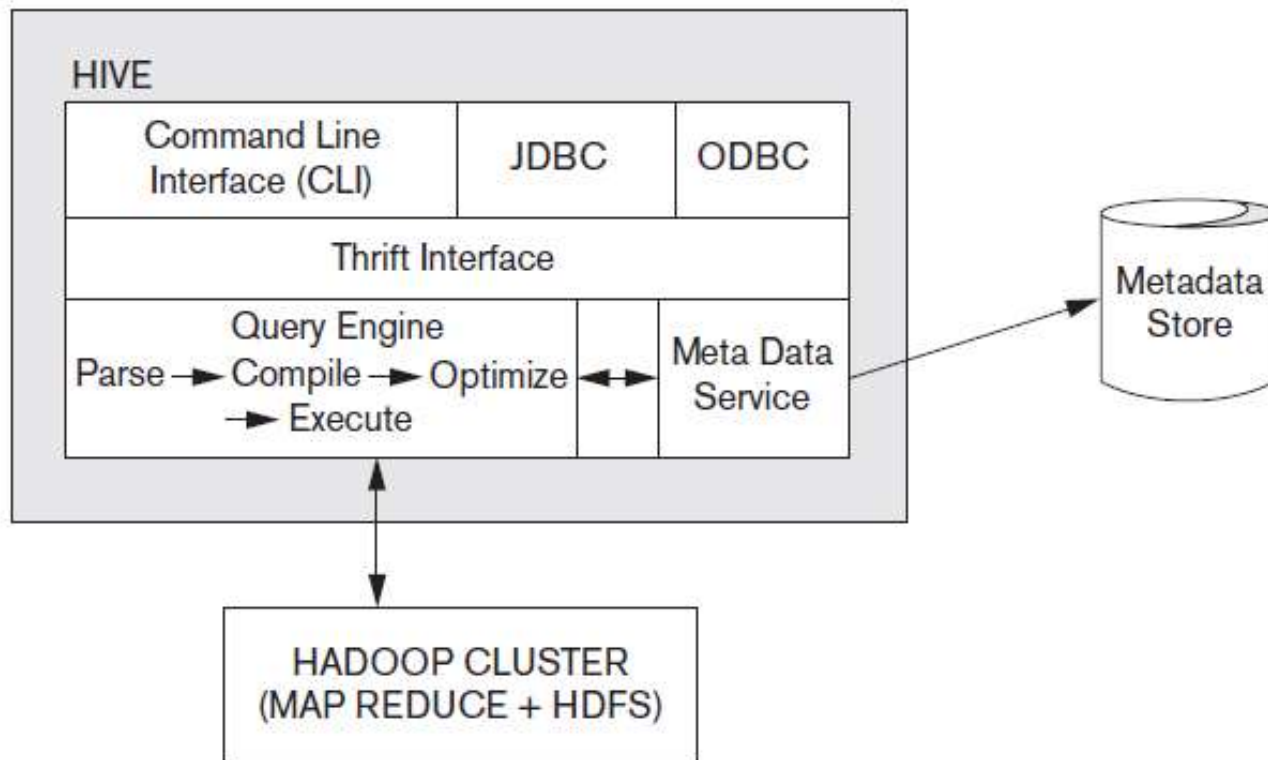 HIVE
Command Line
Interface (CLI)
JDBC
ODBC
Thrift Interface
Query Engine
Parse → Compile → Optimize
→ Execute
Meta Data
Service
Metadata
Store
HADOOP CLUSTER
(MAP REDUCE + HDFS)